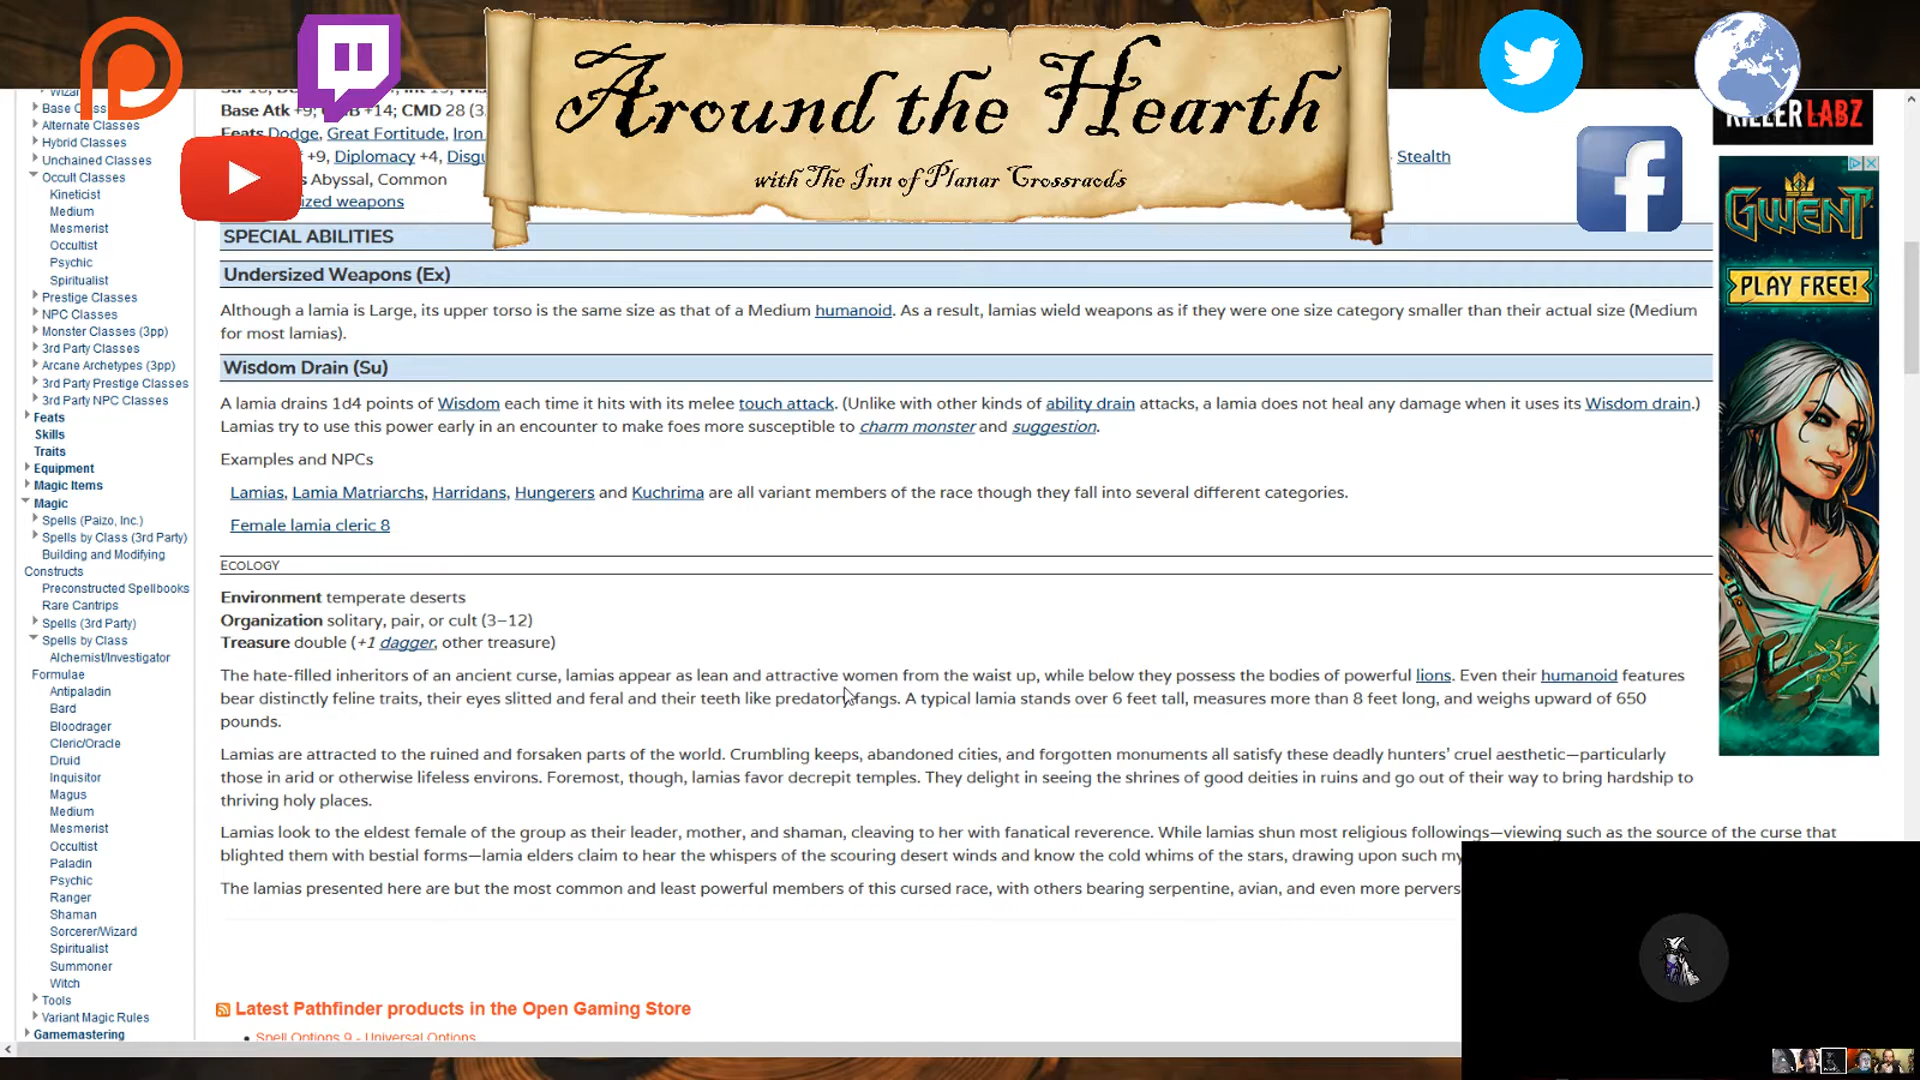 Around the Hearth
with The Inn of Planar Crossraods
Base Atk +9;
B +14; CMD 28 (3
Feats Dodge, Great Fortitude, Iron
+9, Diplomacy +4, Disgu
Stealth
s Abyssal, Common
ized weapons
SPECIAL ABILITIES
Undersized Weapons (Ex)
Although a lamia is Large, its upper torso is the same size as that of a Medium humanoid. As a result, lamias wield weapons as if they were one size category smaller than their actual size (Medium
for most lamias).
Wisdom Drain (Su)
A lamia drains 1d4 points of Wisdom each time it hits with its melee touch attack. (Unlike with other kinds of ability drain attacks, a lamia does not heal any damage when it uses its Wisdom drain.)
Lamias try to use this power early in an encounter to make foes more susceptible to charm monster and suggestion.
Examples and NPCs
Lamias, Lamia Matriarchs, Harridans, Hungerers and Kuchrima are all variant members of the race though they fall into several different categories.
Female lamia cleric 8
ECOLOGY
Environment temperate deserts
Organization solitary, pair, or cult (3–12)
Treasure double (+1 dagger, other treasure)
The hate-filled inheritors of an ancient curse, lamias appear as lean and attractive women from the waist up, while below they possess the bodies of powerful lions. Even their humanoid features
bear distinctly feline traits, their eyes slitted and feral and their teeth like predatory fangs. A typical lamia stands over 6 feet tall, measures more than 8 feet long, and weighs upward of 650
pounds.
Lamias are attracted to the ruined and forsaken parts of the world. Crumbling keeps, abandoned cities, and forgotten monuments all satisfy these deadly hunters' cruel aesthetic—particularly
those in arid or otherwise lifeless environs. Foremost, though, lamias favor decrepit temples. They delight in seeing the shrines of good deities in ruins and go out of their way to bring hardship to
thriving holy places.
Lamias look to the eldest female of the group as their leader, mother, and shaman, cleaving to her with fanatical reverence. While lamias shun most religious followings—viewing such as the source of the curse that
blighted them with bestial forms—lamia elders claim to hear the whispers of the scouring desert winds and know the cold whims of the stars, drawing upon such my
The lamias presented here are but the most common and least powerful members of this cursed race, with others bearing serpentine, avian, and even more pervers
Latest Pathfinder products in the Open Gaming Store
Spell Options 9 - Universal Options
Wizar
Base Clas
Alternate Classes
Hybrid Classes
Unchained Classes
Occult Classes
Kineticist
Medium
Mesmerist
Occultist
Psychic
Spiritualist
Prestige Classes
NPC Classes
Monster Classes (3pp)
3rd Party Classes
Arcane Archetypes (3pp)
3rd Party Prestige Classes
3rd Party NPC Classes
Feats
Skills
Traits
Equipment
Magic Items
Magic
Spells (Paizo, Inc.)
Spells by Class (3rd Party)
Building and Modifying
Constructs
Preconstructed Spellbooks
Rare Cantrips
Spells (3rd Party)
Spells by Class
Alchemist/Investigator
Formulae
Antipaladin
Bard
Bloodrager
Cleric/Oracle
Druid
Inquisitor
Magus
Medium
Mesmerist
Occultist
Paladin
Psychic
Ranger
Shaman
Sorcerer/Wizard
Spiritualist
Summoner
Witch
Tools
Variant Magic Rules
Gamemastering
KILLER LABZ
GWENT
PLAY FREE!